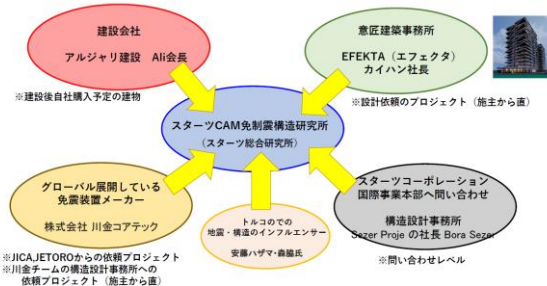 建設会社
アルジャリ建設 Ali会長
※建設後自社購入予定の建物
意匠建築事務所
EFEKTA（エフェクタ）
カイハン社長
※設計依頼のプロジェクト（施主から直）
スターツCAM免制震構造研究所
（スターツ総合研究所）
グローバル展開している
免震装置メーカー
株式会社 川金コアテック
※JICA,JETOROからの依頼プロジェクト
※川金チームの構造設計事務所への
依頼プロジェクト（施主から直）
トルコのでの
地震・構造のインフルエンサー
安藤ハザマ・森脇氏
スターツコーポレーション
国際事業本部へ問い合わせ
構造設計事務所
Sezer Proje の社長 Bora Sezer
※問い合わせレベル